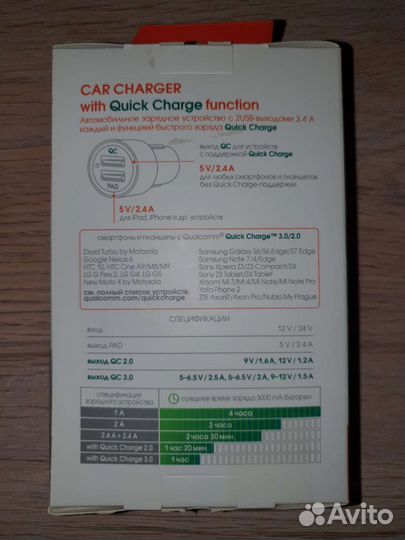 CAR CHARGER
with Quick Charge function
Автомобильное зарядное устройство с 2USB-выходами 2.4 А
каждый и функцией быстрого заряда Quick Charge
QC
PAD
выход QC для устройств
с поддержкой Quick Charge
5V/2.4A
для любых смартфонов и планшетов
без Quick Charge-поддержки
5V/2.4A
для iPad, iPhone и др. устройств
смартфоны и планшеты с Qualcomm® Quick Charge™ 3.0/2.0
Droid Turbo by Motorola
Google Nexus 6
HTC 10, HTC One A9/M8/M9
LG G Flex 2, LG G4, LG G5
New Moto X by Motorola
см. полный список устройств:
qualcomm.com/quickcharge
Samsung Galaxy S6/S6 Edge/S7 Edge
Samsung Note 7/4/Edge
Sony Xperia Z3/Z3 Compact/Z4
Sony Z3 Tablet/Z4 Tablet
Xiaomi Mi 3/Mi 4/Mi Note/Mi Note Pro
Yota Phone 2
ZTE Axon7/Axon Pro/Nubia My Prague
СПЕЦИФИКАЦИИ
вход 12 V / 24 V
выход PAD 5 V / 2.4 A
выход QC 2.0 9V/1.6A, 12V/1.2A
выход QC 3.0 5-6.5V/2.5A, 5-6.5V/2A, 9-12V/1.5A
спецификация
зарядного устройства
среднее время заряда 3000 mA батареи
1 A 4 часа
2 A 3 часа
2.4 A + 2.4 A 2 часа 30 мин.
with Quick Charge 2.0 1 час 20 мин
with Quick Charge 3.0 1 час
Avito